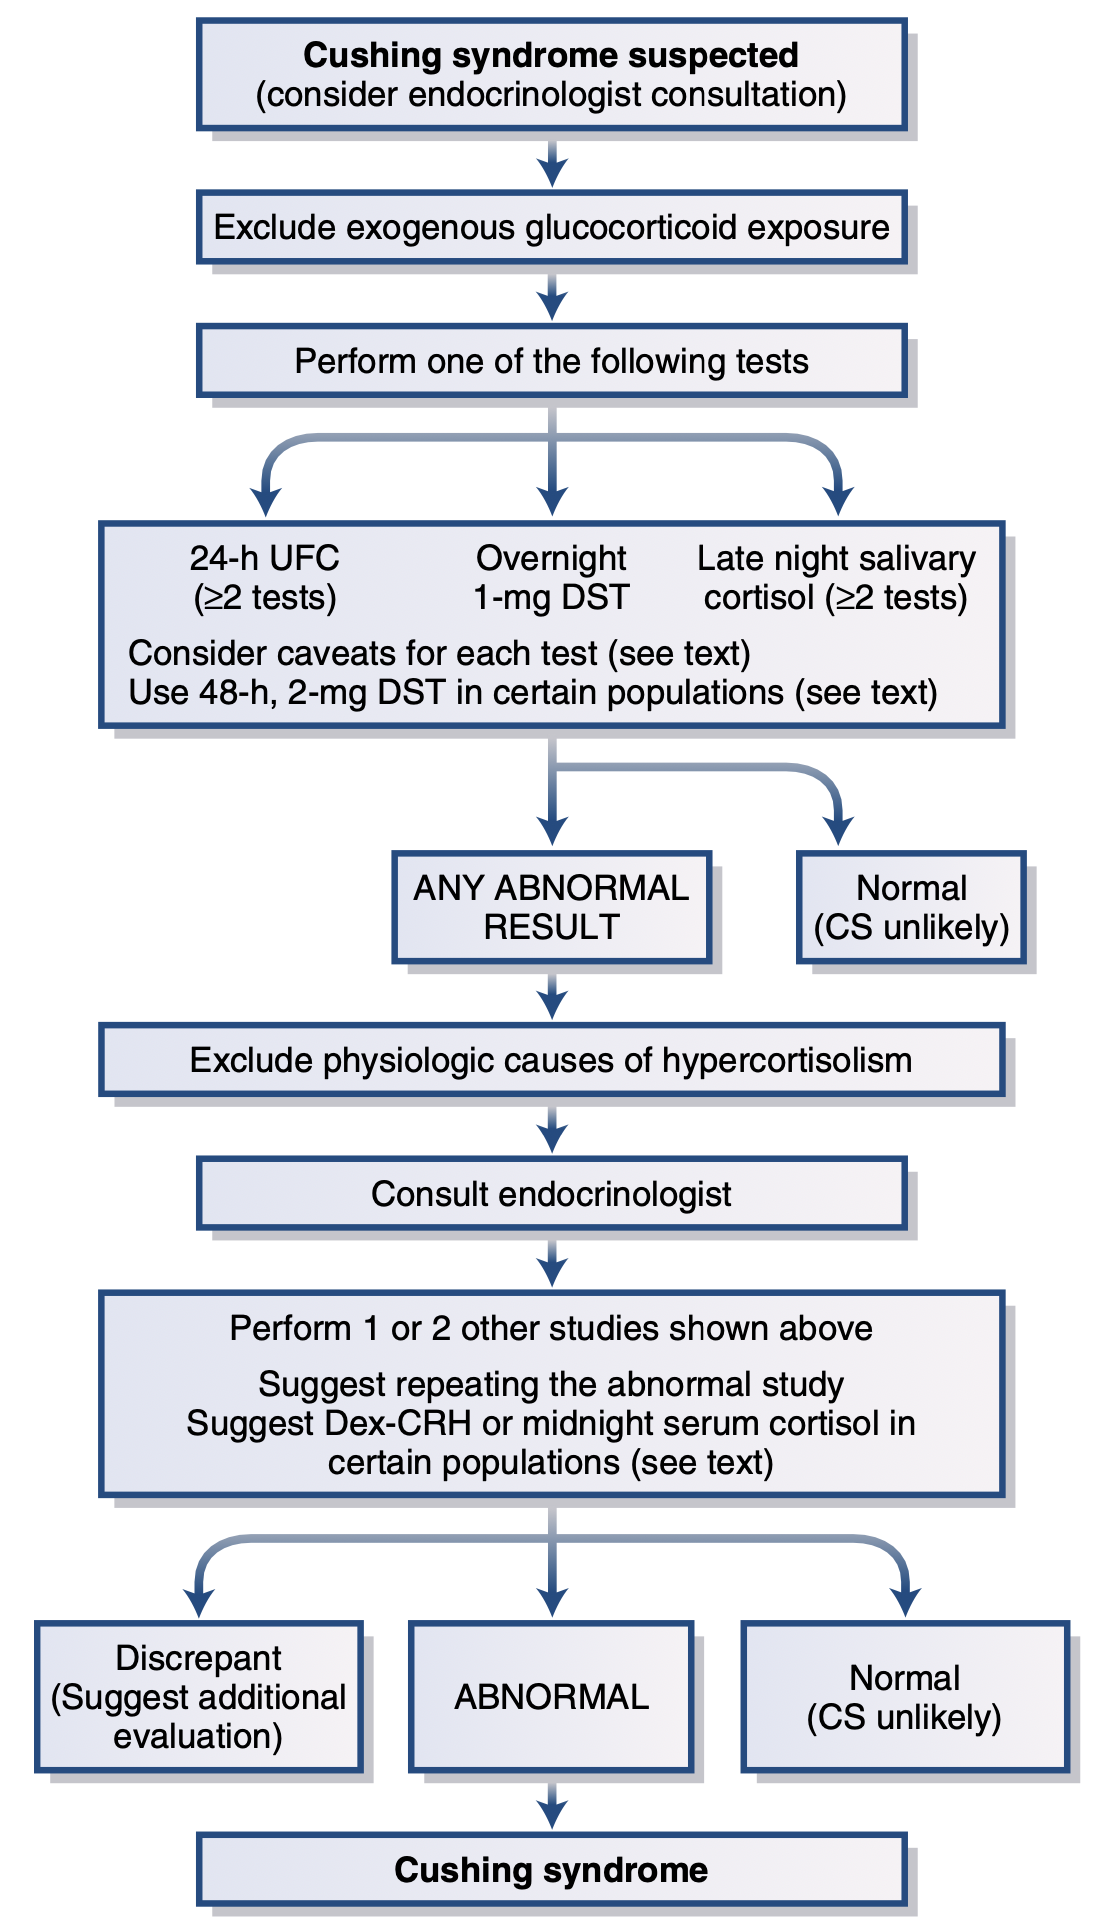 Cushing syndrome suspected
(consider endocrinologist consultation)
Exclude exogenous glucocorticoid exposure
Perform one of the following tests
24-h UFC
(≥2 tests)
Overnight
1-mg DST
Late night salivary
cortisol (≥2 tests)
Consider caveats for each test (see text)
Use 48-h, 2-mg DST in certain populations (see text)
ANY ABNORMAL
RESULT
Normal
(CS unlikely)
Exclude physiologic causes of hypercortisolism
Consult endocrinologist
Perform 1 or 2 other studies shown above
Suggest repeating the abnormal study
Suggest Dex-CRH or midnight serum cortisol in
certain populations (see text)
Discrepant
(Suggest additional
evaluation)
ABNORMAL
Normal
(CS unlikely)
Cushing syndrome